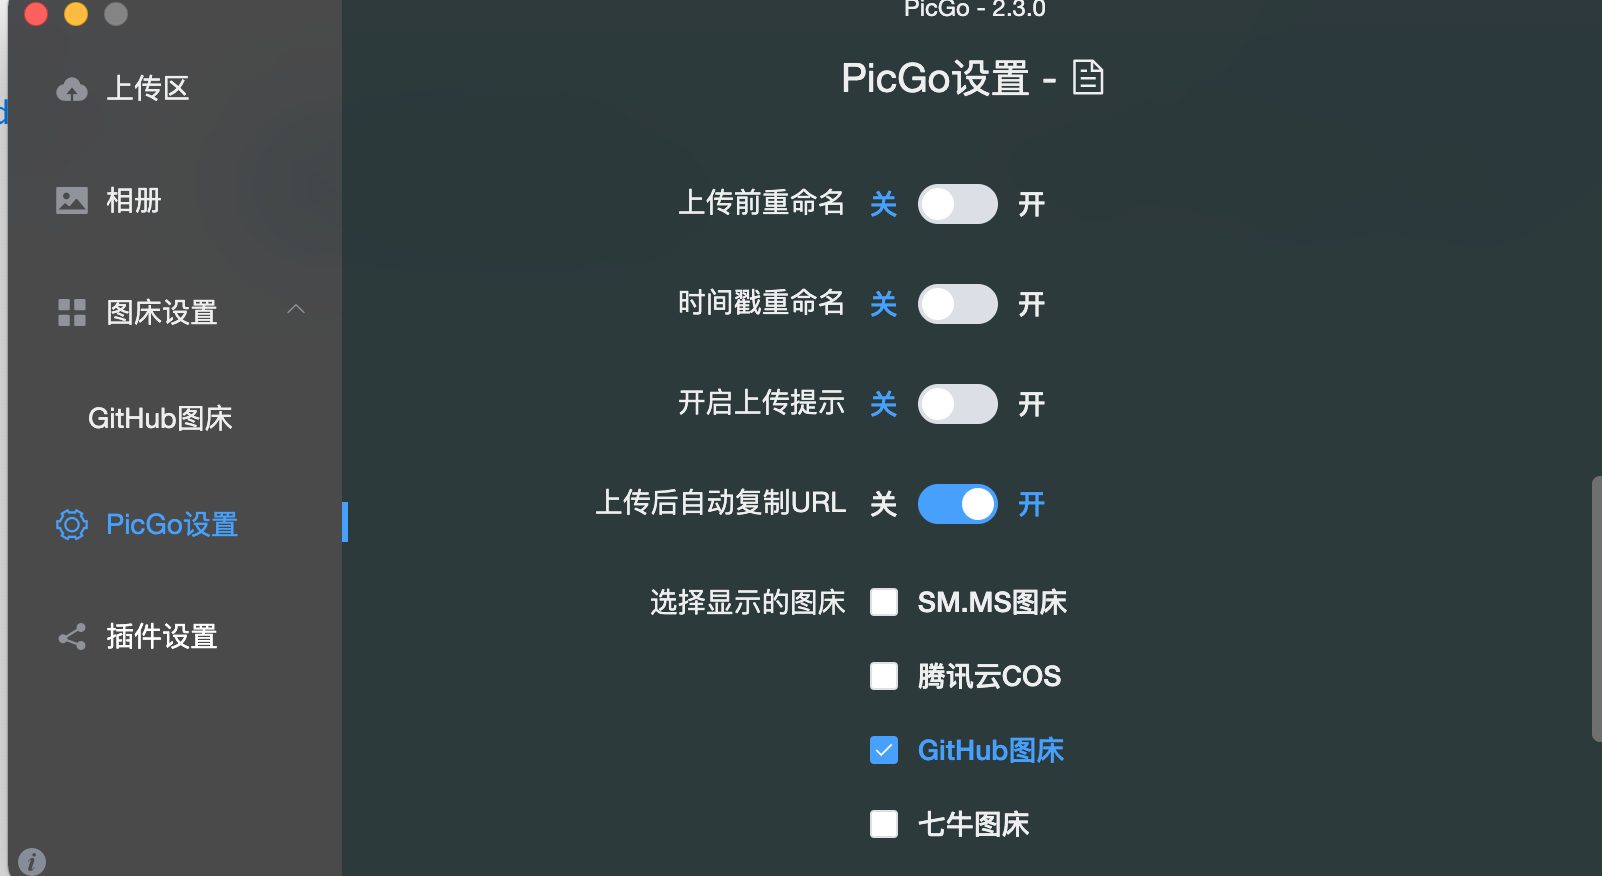 PicGo - 2.3.0
上传区
相册
图床设置
GitHub图床
PicGo设置
插件设置
PicGo设置 -
上传前重命名 关 开
时间戳重命名 关 开
开启上传提示 关 开
上传后自动复制URL 关 开
选择显示的图床 SM.MS图床
腾讯云COS
GitHub图床
七牛图床